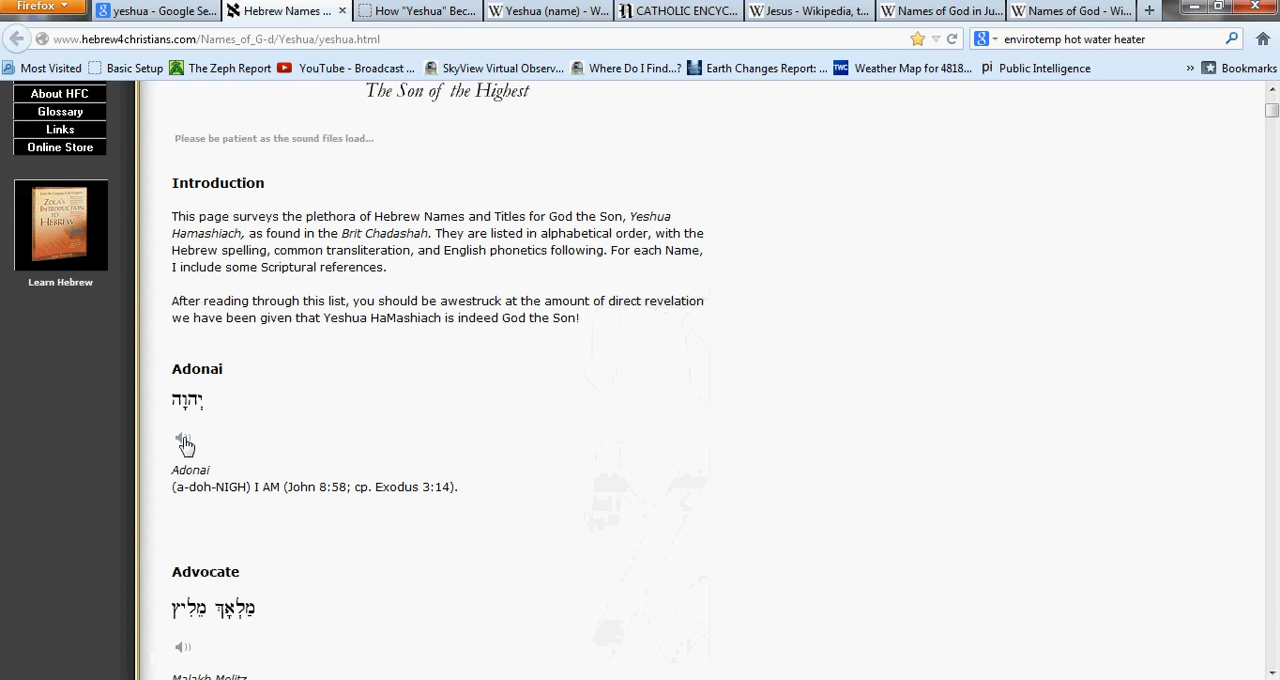 Firefox
yeshua - Google Se...
Hebrew Names ...
How "Yeshua" Bec...
Yeshua (name) - W...
CATHOLIC ENCYC...
Jesus - Wikipedia, t...
Names of God in Ju...
Names of God - Wi...
www.hebrew4christians.com/Names_of_G-d/Yeshua/yeshua.html
envirotemp hot water heater
Most Visited
Basic Setup
The Zeph Report
YouTube - Broadcast ...
SkyView Virtual Observ...
Where Do I Find...?
Earth Changes Report: ...
Weather Map for 4818...
Public Intelligence
»
Bookmarks
About HFC
Glossary
Links
Online Store
ZOLA'S
INTRODUCTION
TO
HEBREW
Learn Hebrew
The Son of the Highest
Please be patient as the sound files load...
Introduction
This page surveys the plethora of Hebrew Names and Titles for God the Son, Yeshua
Hamashiach, as found in the Brit Chadashah. They are listed in alphabetical order, with the
Hebrew spelling, common transliteration, and English phonetics following. For each Name,
I include some Scriptural references.
After reading through this list, you should be awestruck at the amount of direct revelation
we have been given that Yeshua HaMashiach is indeed God the Son!
Adonai
יְהוָה
Adonai
(a-doh-NIGH) I AM (John 8:58; cp. Exodus 3:14).
Advocate
מַלְאָךְ מֵלִיץ
Malakh Melitz